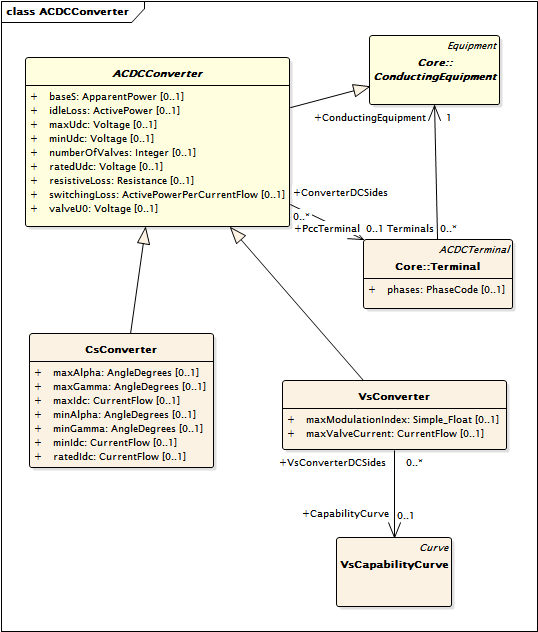 class ACDCConverter
Equipment
Core::
ConductingEquipment
ACDCConverter
+ baseS: ApparentPower [0..1]
+ idleLoss: ActivePower [0..1]
+ maxUdc: Voltage [0..1]
+ minUdc: Voltage [0..1]
+ numberOfValves: Integer [0..1]
+ ratedUdc: Voltage [0..1]
+ resistiveLoss: Resistance [0..1]
+ switchingLoss: ActivePowerPerCurrentFlow [0..1]
+ valveU0: Voltage [0..1]
+ConductingEquipment 1
+ConverterDCSides
0..*
+PccTerminal 0..1 Terminals 0..*
ACDCTerminal
Core::Terminal
+ phases: PhaseCode [0..1]
CsConverter
+ maxAlpha: AngleDegrees [0..1]
+ maxGamma: AngleDegrees [0..1]
+ maxIdc: CurrentFlow [0..1]
+ minAlpha: AngleDegrees [0..1]
+ minGamma: AngleDegrees [0..1]
+ minIdc: CurrentFlow [0..1]
+ ratedIdc: CurrentFlow [0..1]
VsConverter
+ maxModulationIndex: Simple_Float [0..1]
+ maxValveCurrent: CurrentFlow [0..1]
+VsConverterDCSides 0..*
+CapabilityCurve 0..1
Curve
VsCapabilityCurve